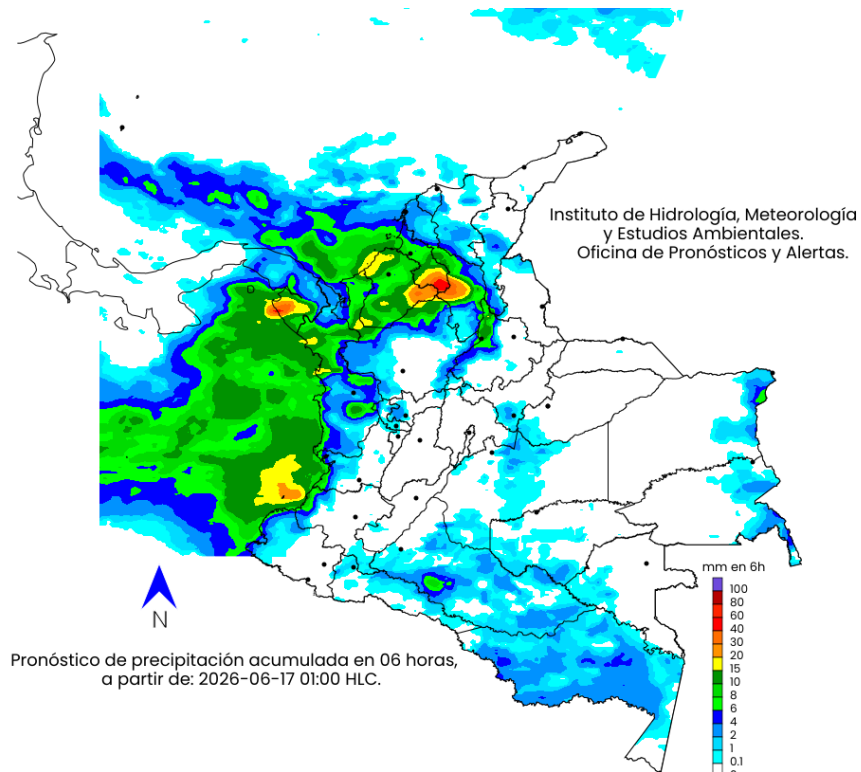 Instituto de Hidrología, Meteorología
y Estudios Ambientales.
Oficina de Pronósticos y Alertas.
mm en 6h
100
80
60
40
30
20
15
10
8
6
4
2
1
0.1
N
Pronóstico de precipitación acumulada en 06 horas,
a partir de: 2026-06-17 01:00 HLC.